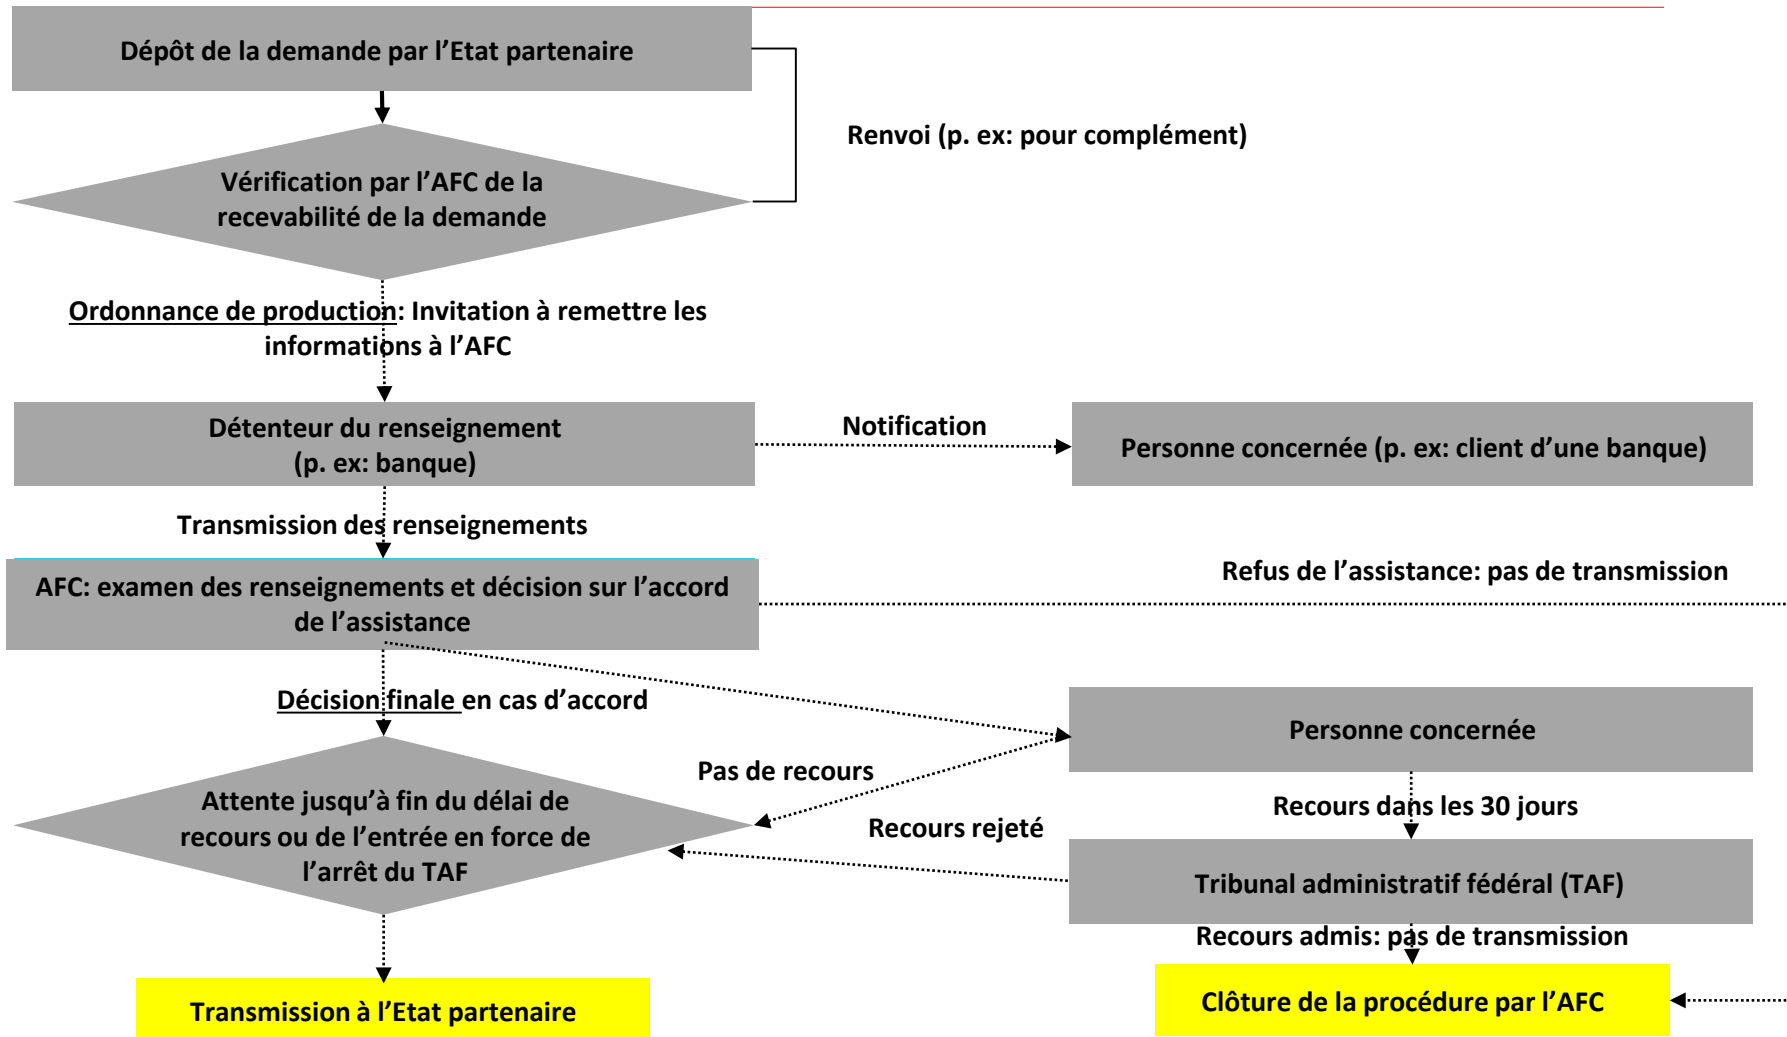 Dépôt de la demande par l’Etat partenaire
Renvoi (p. ex: pour complément)
Vérification par l’AFC de la
recevabilité de la demande
Ordonnance de production: Invitation à remettre les
informations à l’AFC
Détenteur du renseignement
(p. ex: banque)
Notification
Personne concernée (p. ex: client d’une banque)
Transmission des renseignements
AFC: examen des renseignements et décision sur l’accord
de l’assistance
Refus de l’assistance: pas de transmission
Décision finale en cas d’accord
Personne concernée
Pas de recours
Attente jusqu’à fin du délai de
recours ou de l’entrée en force de
l’arrêt du TAF
Recours dans les 30 jours
Recours rejeté
Tribunal administratif fédéral (TAF)
Recours admis: pas de transmission
Transmission à l’Etat partenaire
Clôture de la procédure par l’AFC